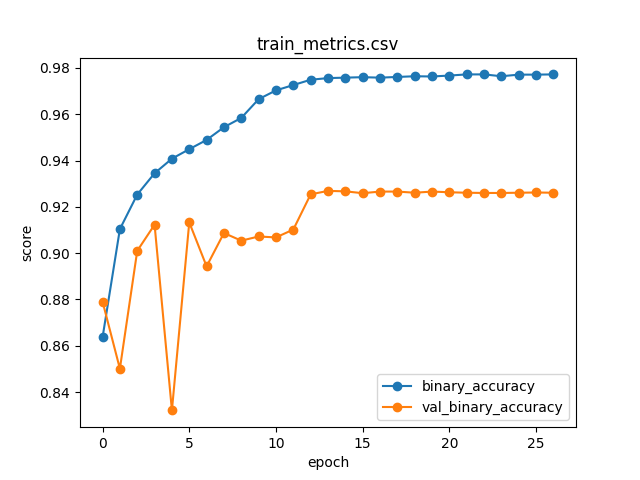 train_metrics.csv
0.98
0.96
0.94
0.92
0.90
0.88
0.86
0.84
score
binary_accuracy
val_binary_accuracy
0 5 10 15 20 25
epoch